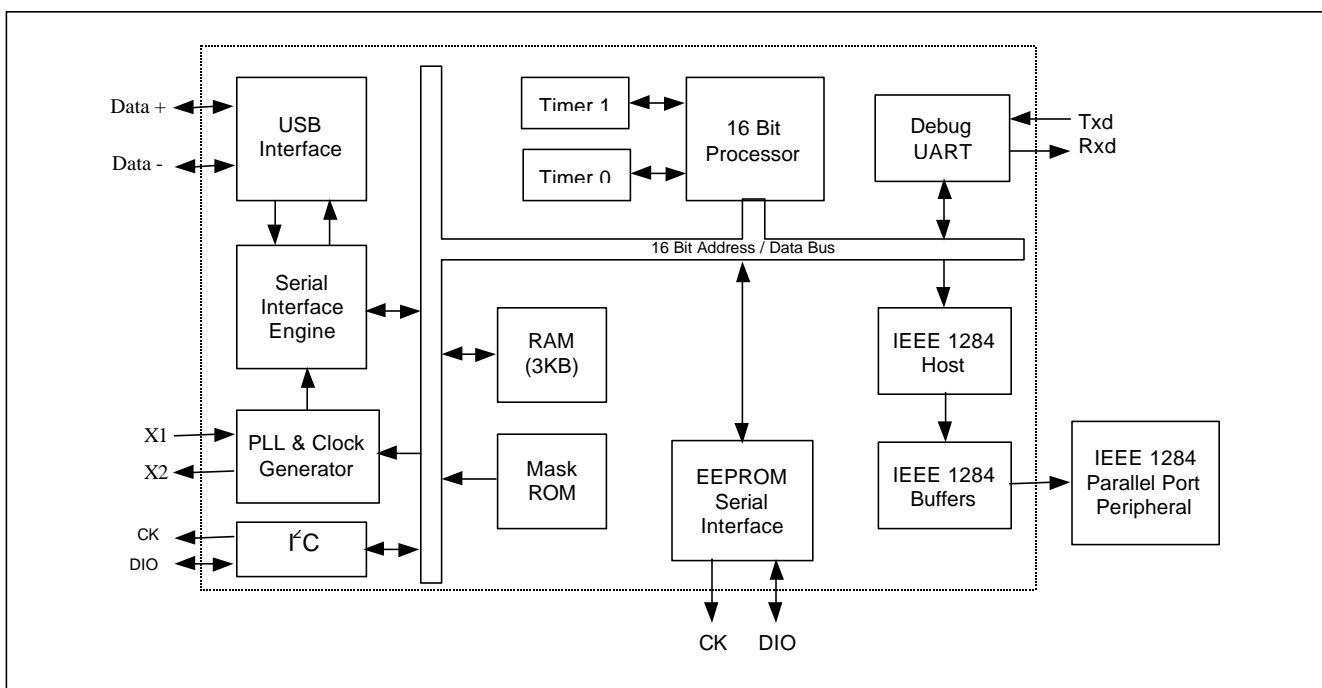 Data +
Data -
USB
Interface
Timer 1
Timer 0
16 Bit
Processor
Debug
UART
Txd
Rxd
16 Bit Address / Data Bus
Serial
Interface
Engine
RAM
(3KB)
IEEE 1284
Host
X1
X2
PLL & Clock
Generator
Mask
ROM
EEPROM
Serial
Interface
IEEE 1284
Buffers
IEEE 1284
Parallel Port
Peripheral
CK
DIO
I²C
CK
DIO